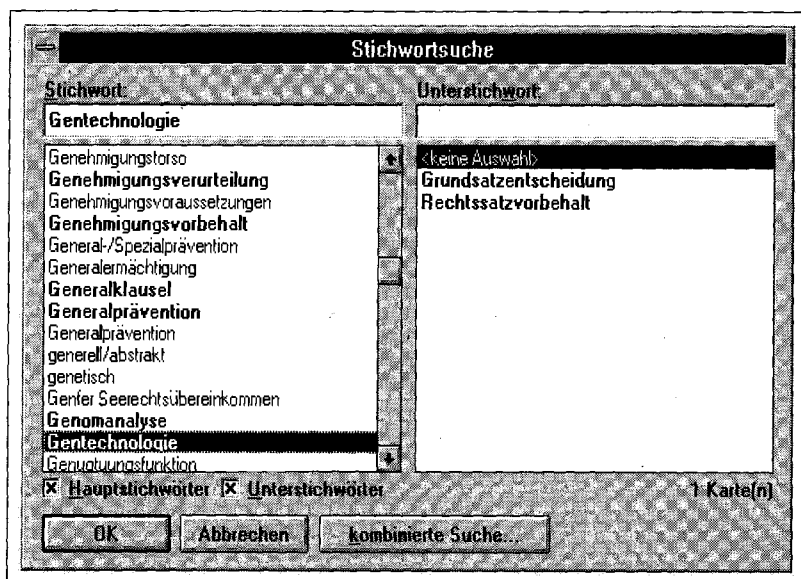 Stichwortsuche
Stichwort:
Gentechnologie
Genehmigungstorso
Genehmigungsverurteilung
Genehmigungsvoraussetzungen
Genehmigungsvorbehalt
General-/Spezialprävention
Generalermächtigung
Generalklausel
Generalprävention
Generalprävention
generell/abstrakt
genetisch
Genfer Seerechtsübereinkommen
Genomanalyse
Gentechnologie
Genugtuungsfunktion
Unterstichwort:
<keine Auswahl>
Grundsatzentscheidung
Rechtssatzvorbehalt
Hauptstichwörter Unterstichwörter
1 Karte(n)
OK Abbrechen kombinierte Suche...